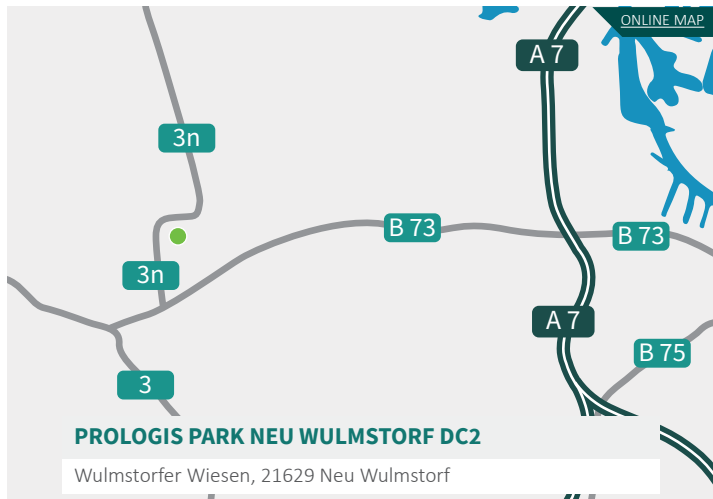 ONLINE MAP
A 7
3n
B 73
B 73
3n
A 7
B 75
3
PROLOGIS PARK NEU WULMSTORF DC2
Wulmstorfer Wiesen, 21629 Neu Wulmstorf